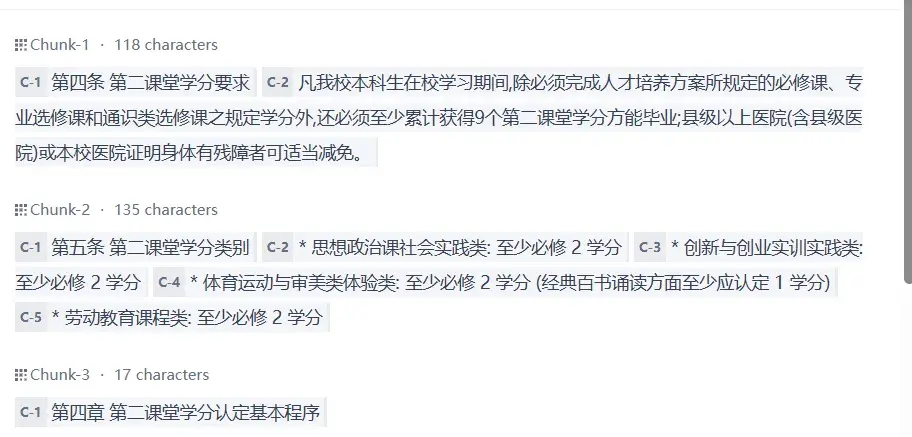 Chunk-1 · 118 characters
C-1 第四条 第二课堂学分要求 C-2 凡我校本科生在校学习期间,除必须完成人才培养方案所规定的必修课、专
业选修课和通识类选修课之规定学分外,还必须至少累计获得9个第二课堂学分方能毕业;县级以上医院(含县级医
院)或本校医院证明身体有残障者可适当减免。
Chunk-2 · 135 characters
C-1 第五条 第二课堂学分类别 C-2 * 思想政治课社会实践类: 至少必修 2 学分 C-3 * 创新与创业实训实践类:
至少必修 2 学分 C-4 * 体育运动与审美类体验类: 至少必修 2 学分 (经典百书诵读方面至少应认定 1 学分)
C-5 * 劳动教育课程类: 至少必修 2 学分
Chunk-3 · 17 characters
C-1 第四章 第二课堂学分认定基本程序